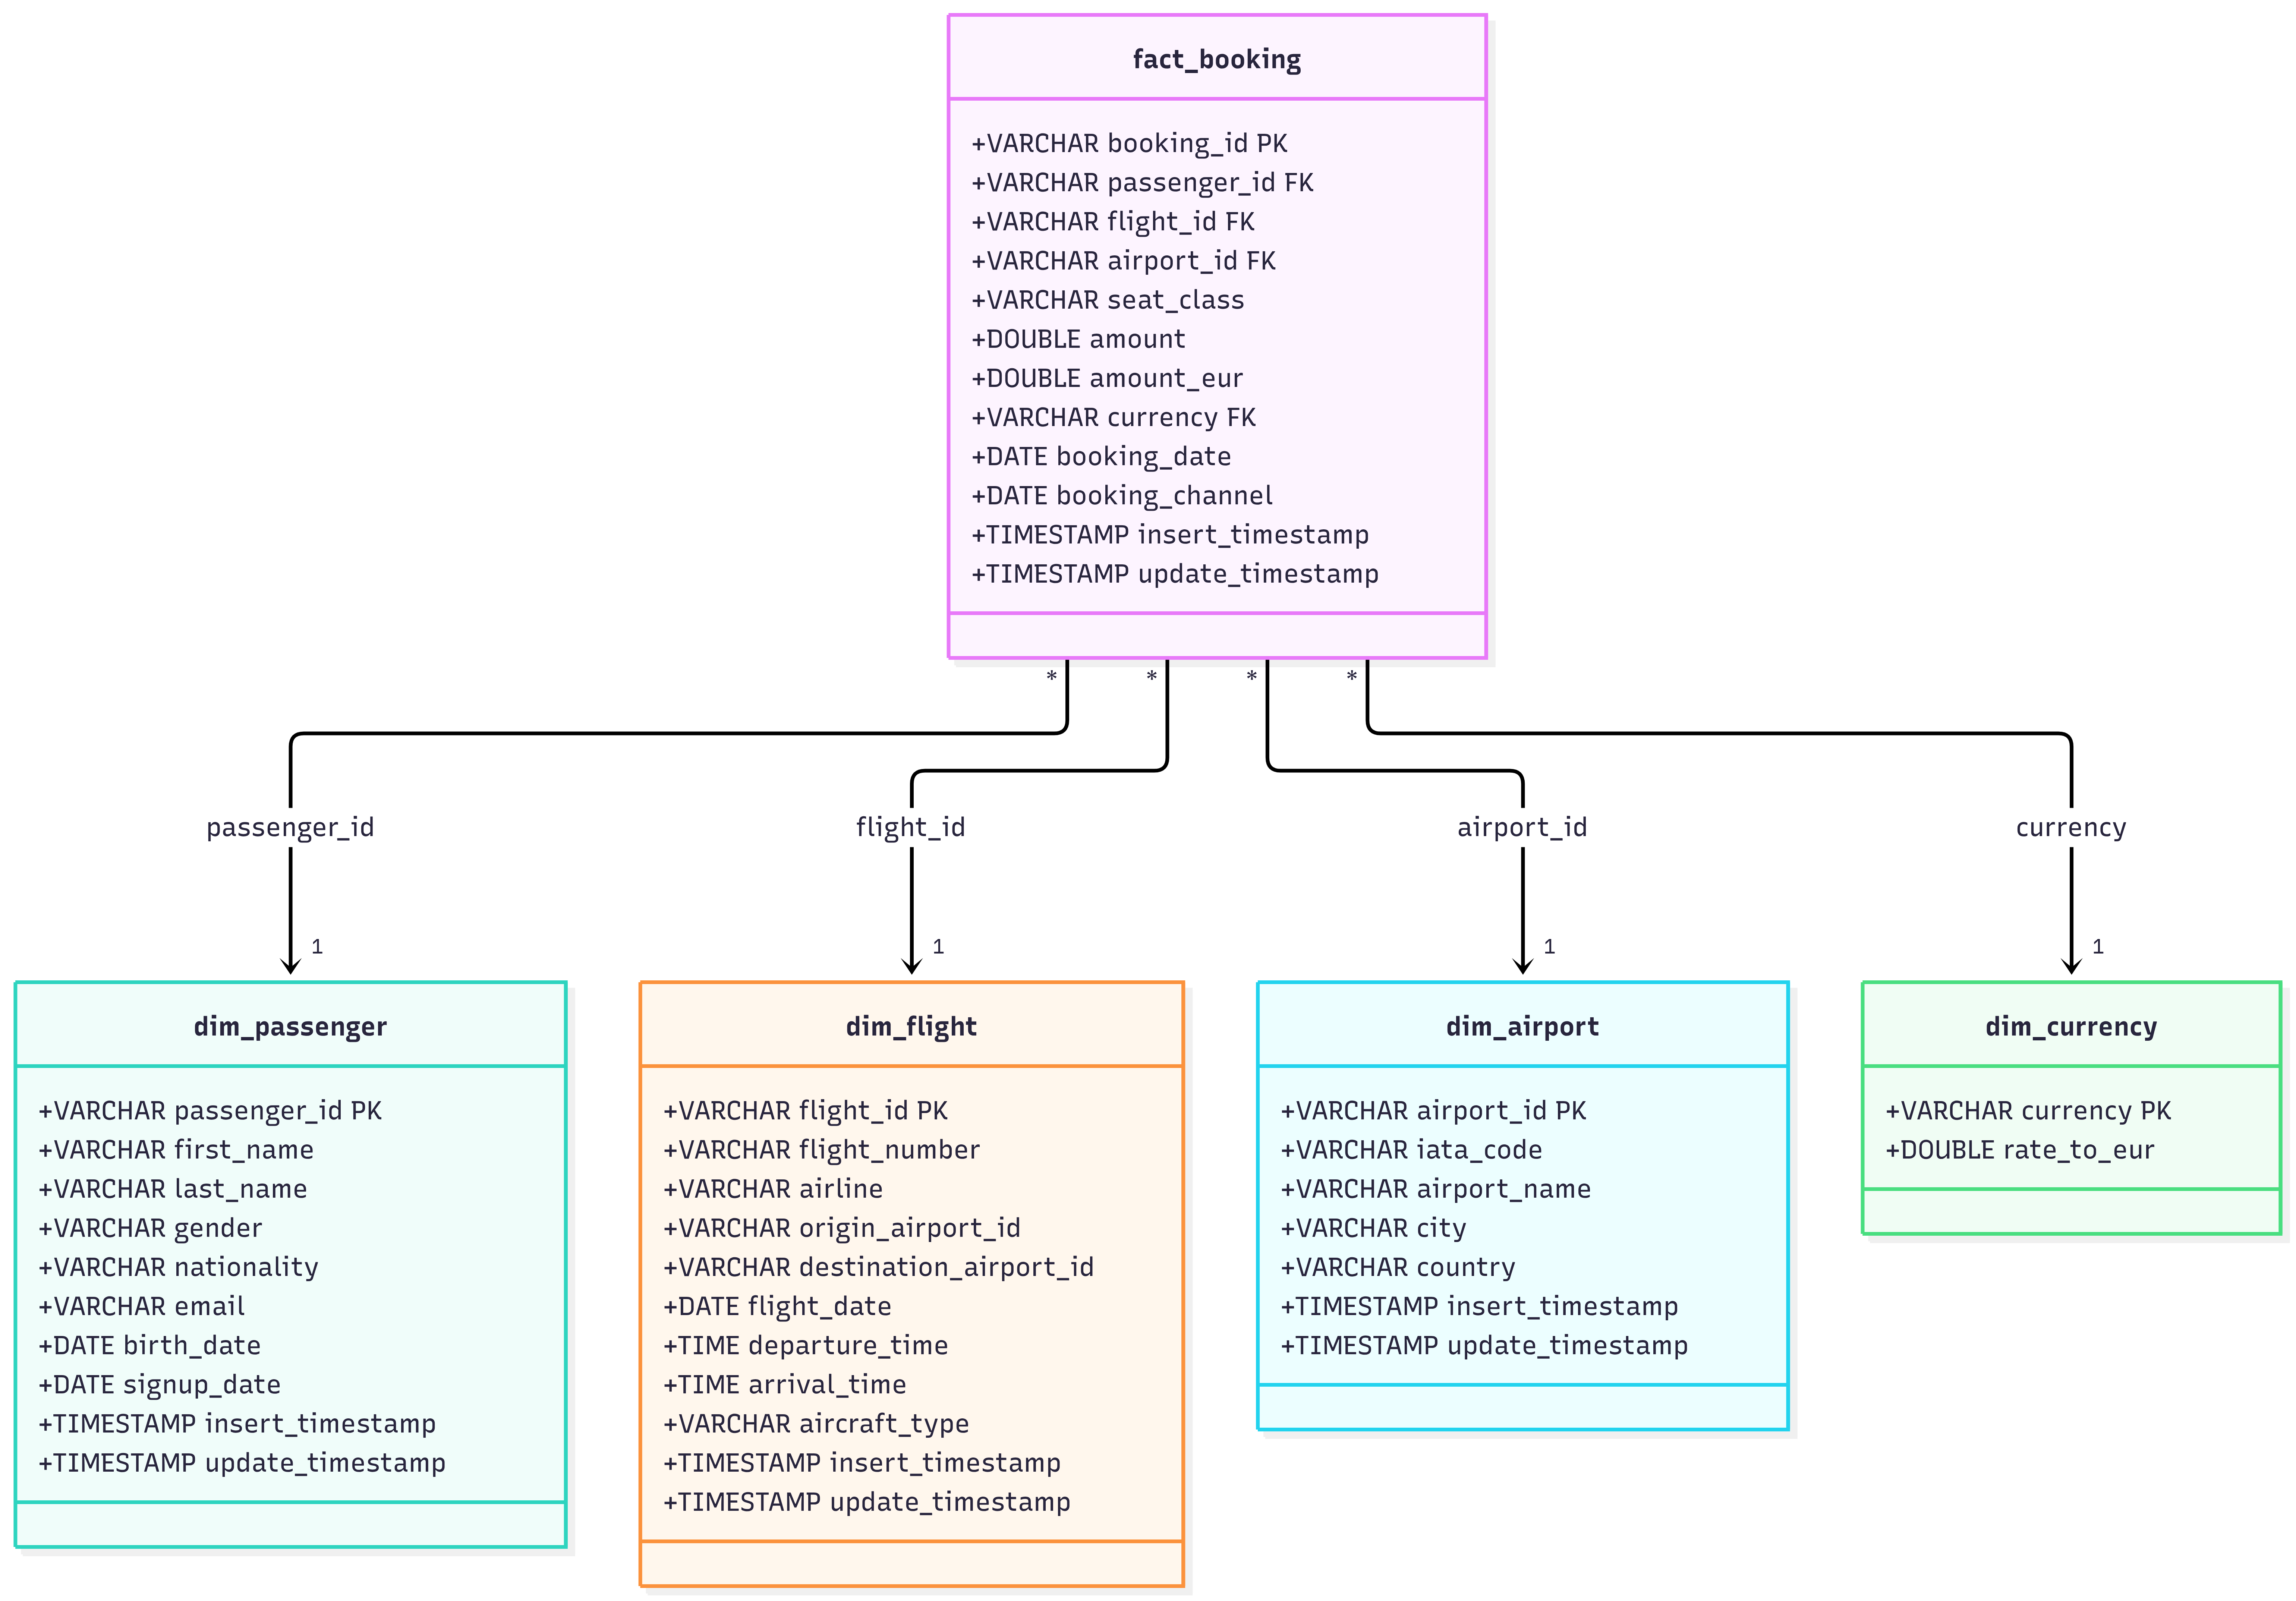 fact_booking
+VARCHAR booking_id PK
+VARCHAR passenger_id FK
+VARCHAR flight_id FK
+VARCHAR airport_id FK
+VARCHAR seat_class
+DOUBLE amount
+DOUBLE amount_eur
+VARCHAR currency FK
+DATE booking_date
+DATE booking_channel
+TIMESTAMP insert_timestamp
+TIMESTAMP update_timestamp
* * * *
passenger_id flight_id airport_id currency
1 1 1 1
dim_passenger
+VARCHAR passenger_id PK
+VARCHAR first_name
+VARCHAR last_name
+VARCHAR gender
+VARCHAR nationality
+VARCHAR email
+DATE birth_date
+DATE signup_date
+TIMESTAMP insert_timestamp
+TIMESTAMP update_timestamp
dim_flight
+VARCHAR flight_id PK
+VARCHAR flight_number
+VARCHAR airline
+VARCHAR origin_airport_id
+VARCHAR destination_airport_id
+DATE flight_date
+TIME departure_time
+TIME arrival_time
+VARCHAR aircraft_type
+TIMESTAMP insert_timestamp
+TIMESTAMP update_timestamp
dim_airport
+VARCHAR airport_id PK
+VARCHAR iata_code
+VARCHAR airport_name
+VARCHAR city
+VARCHAR country
+TIMESTAMP insert_timestamp
+TIMESTAMP update_timestamp
dim_currency
+VARCHAR currency PK
+DOUBLE rate_to_eur